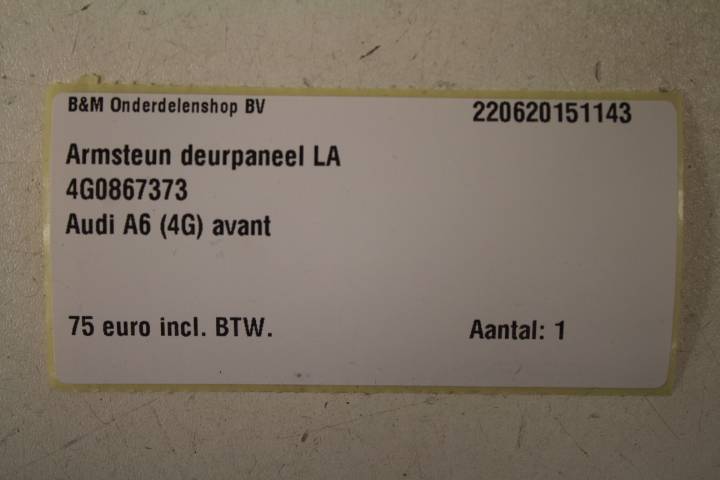 B&M Onderdelenshop BV
220620151143
Armsteun deurpaneel LA
4G0867373
Audi A6 (4G) avant
75 euro incl. BTW.
Aantal: 1